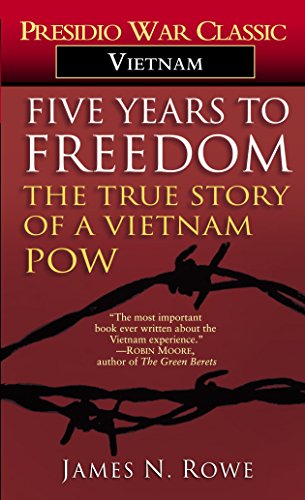 PRESIDIO WAR CLASSIC
VIETNAM
FIVE YEARS TO
FREEDOM
THE TRUE STORY
OF A VIETNAM
POW
"The most important
book ever written about the
Vietnam experience."
—ROBIN MOORE,
author of The Green Berets
JAMES N. ROWE